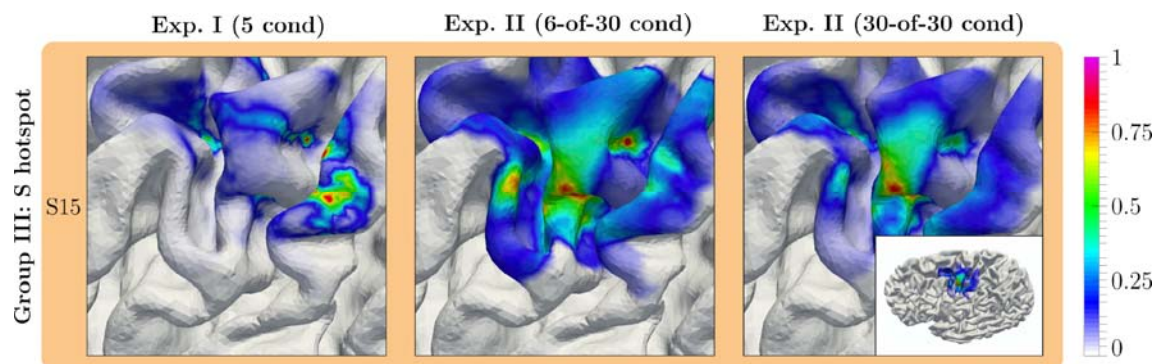 Exp. I (5 cond)
Exp. II (6-of-30 cond)
Exp. II (30-of-30 cond)
Group III: S hotspot
S15
1
0.75
0.5
0.25
0